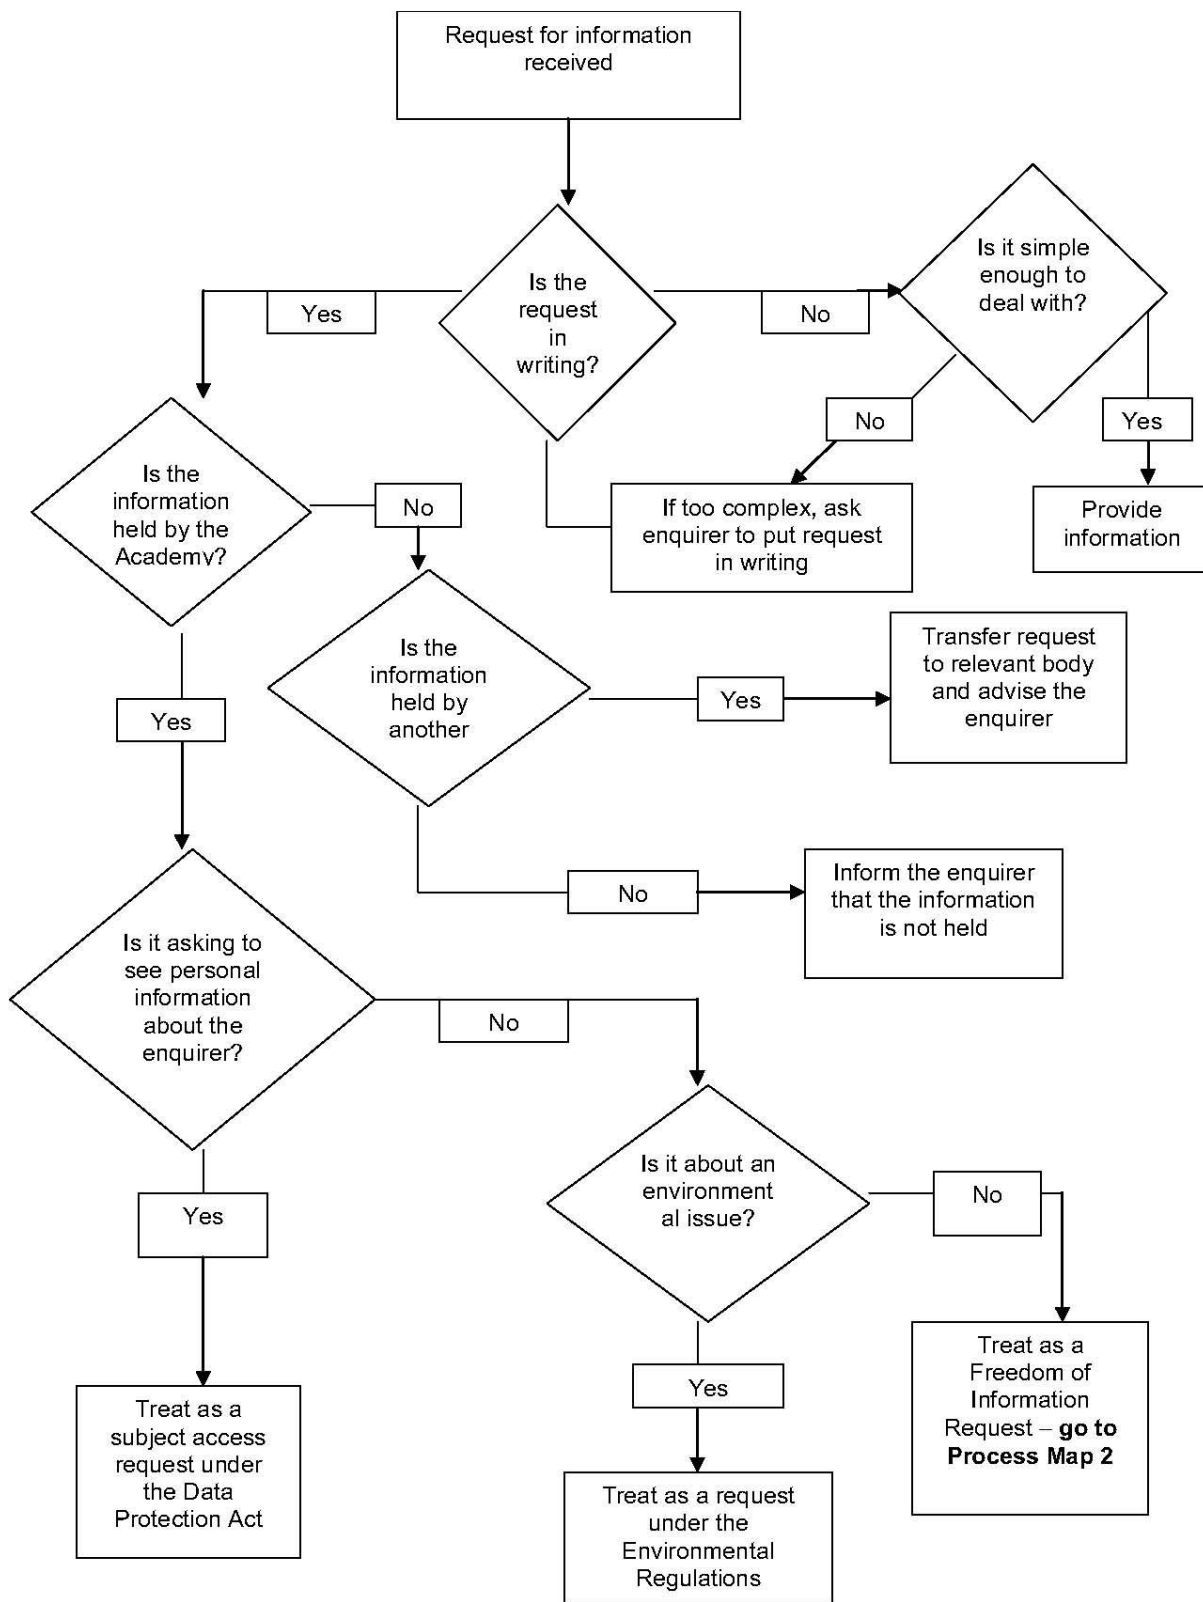 Request for information
received
Is the
request
in
writing?
Yes
No
Is it simple
enough to
deal with?
No
Yes
Is the
information
held by the
Academy?
No
If too complex, ask
enquirer to put request
in writing
Provide
information
Yes
Is the
information
held by
another
Yes
Transfer request
to relevant body
and advise the
enquirer
No
Inform the enquirer
that the information
is not held
Is it asking to
see personal
information
about the
enquirer?
No
Yes
Is it about an
environment
al issue?
No
Yes
Treat as a
subject access
request under
the Data
Protection Act
Treat as a request
under the
Environmental
Regulations
Treat as a
Freedom of
Information
Request – go to
Process Map 2